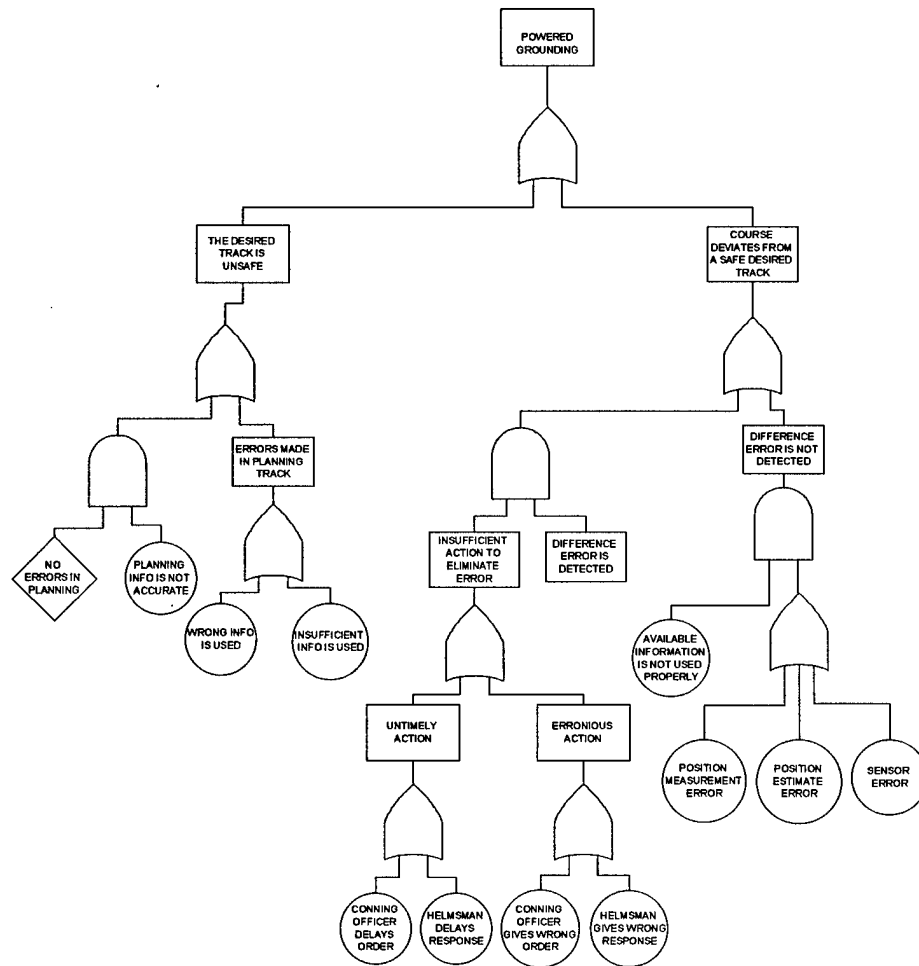 POWERED
GROUNDING
THE DESIRED
TRACK IS
UNSAFE
COURSE
DEVIATES FROM
A SAFE DESIRED
TRACK
ERRORS MADE
IN PLANNING
TRACK
DIFFERENCE
ERROR IS NOT
DETECTED
NO
ERRORS IN
PLANNING
PLANNING
INFO IS NOT
ACCURATE
INSUFFICIENT
ACTION TO
ELIMINATE
ERROR
DIFFERENCE
ERROR IS
DETECTED
WRONG INFO
IS USED
INSUFFICIENT
INFO IS USED
AVAILABLE
INFORMATION
IS NOT USED
PROPERLY
UNTIMELY
ACTION
ERRONIOUS
ACTION
POSITION
MEASUREMENT
ERROR
POSITION
ESTIMATE
ERROR
SENSOR
ERROR
CONNING
OFFICER
DELAYS
ORDER
HELMSMAN
DELAYS
RESPONSE
CONNING
OFFICER
GIVES WRONG
ORDER
HELMSMAN
GIVES WRONG
RESPONSE